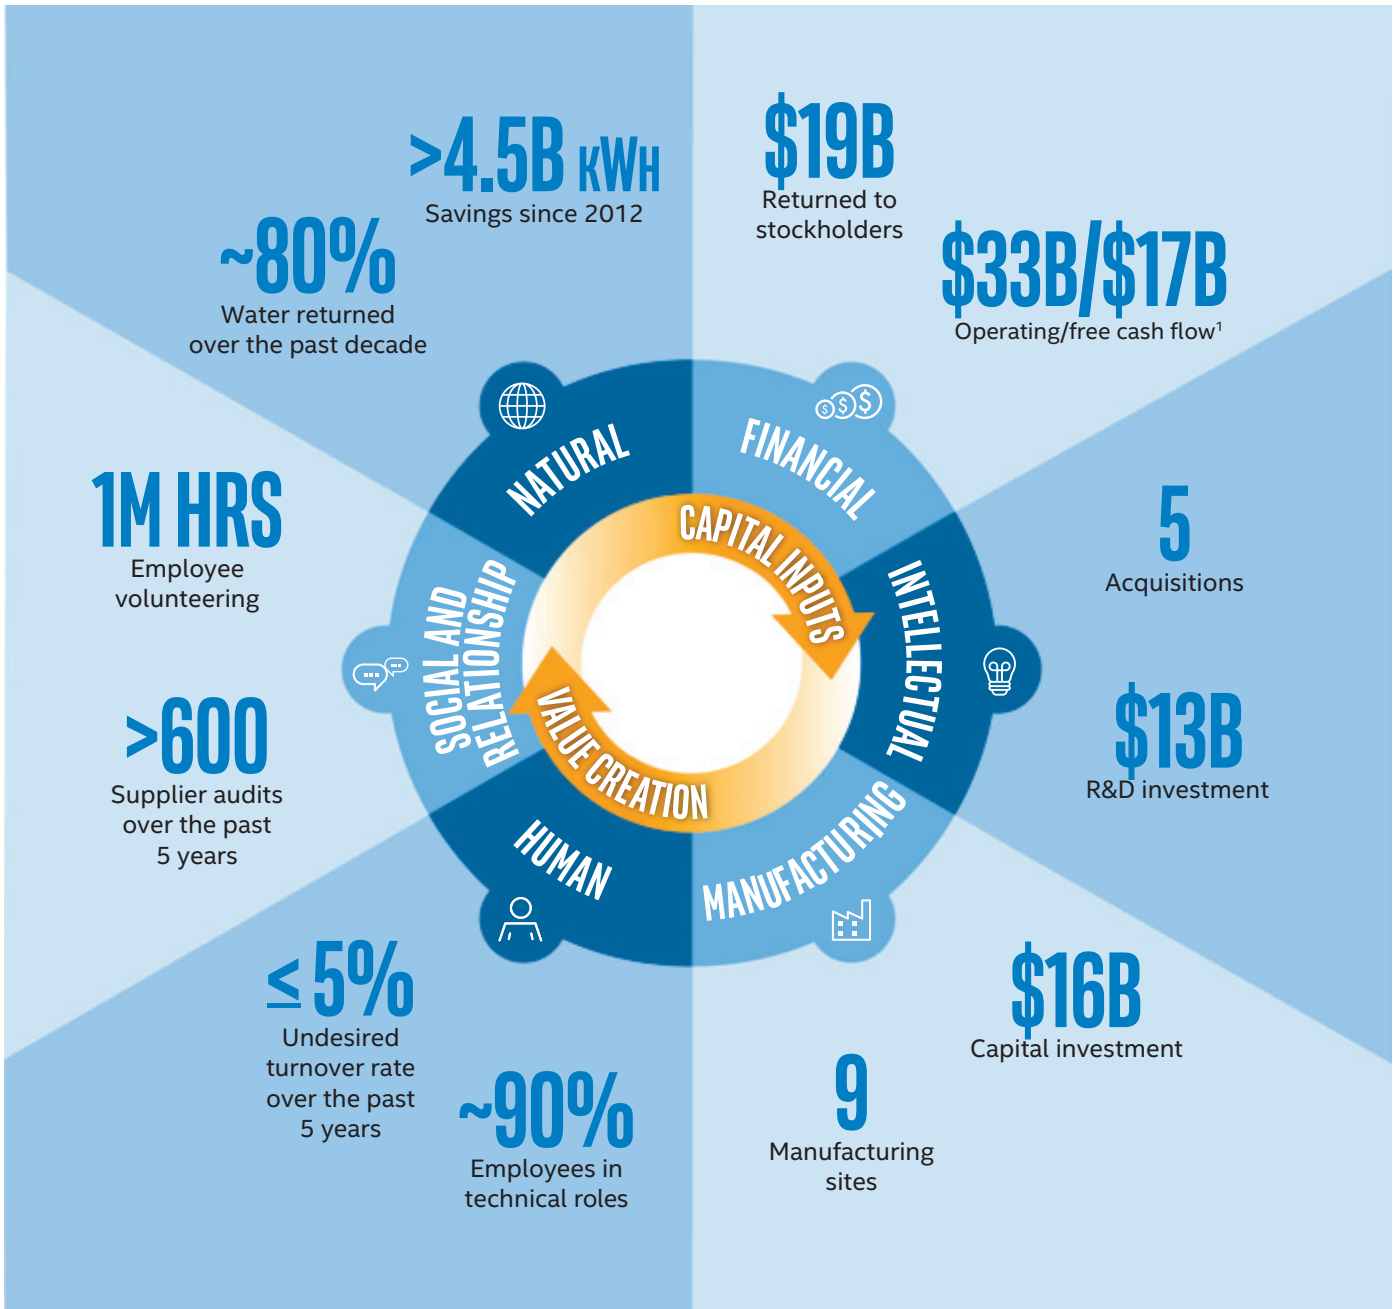 >4.5B kWh
Savings since 2012
~80%
Water returned
over the past decade
$19B
Returned to
stockholders
$33B/$17B
Operating/free cash flow¹
NATURAL
FINANCIAL
$ $ $
1M HRS
Employee
volunteering
>600
Supplier audits
over the past
5 years
SOCIAL AND
RELATIONSHIP
CAPITAL INPUTS
VALUE CREATION
INTELLECTUAL
5
Acquisitions
$13B
R&D investment
HUMAN
MANUFACTURING
≤ 5%
Undesired
turnover rate
over the past
5 years
~90%
Employees in
technical roles
9
Manufacturing
sites
$16B
Capital investment